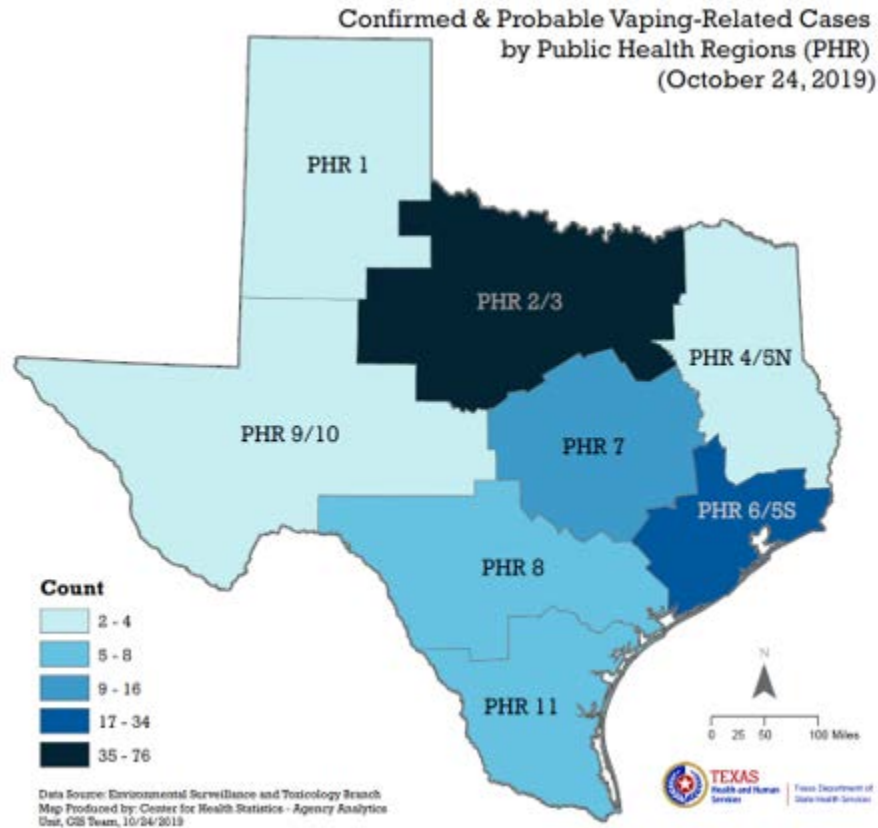 Confirmed & Probable Vaping-Related Cases
by Public Health Regions (PHR)
(October 24, 2019)
PHR 1
PHR 2/3
PHR 4/5N
PHR 9/10
PHR 7
PHR 6/5S
PHR 8
PHR 11
Count
2 - 4
5 - 8
9 - 16
17 - 34
35 - 76
N
0 25 50 100 Miles
TEXAS
Health and Human
Services
Texas Department of
State Health Services
Data Source: Environmental Surveillance and Toxicology Branch
Map Produced by: Center for Health Statistics - Agency Analytics
Unit, GIS Team, 10/24/2019